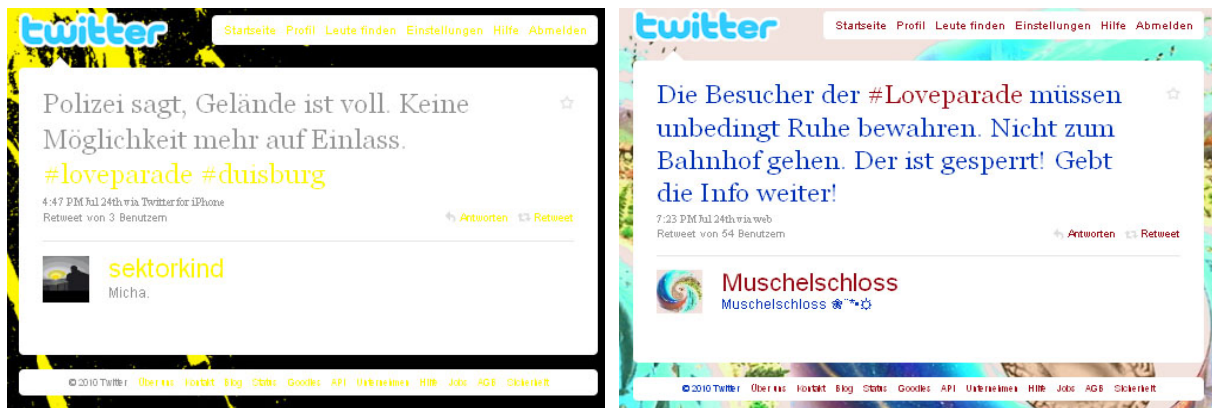 twitter
Startseite Profil Leute finden Einstellungen Hilfe Abmelden
Polizei sagt, Gelände ist voll. Keine
Möglichkeit mehr auf Einlass.
#loveparade #duisburg
4:47 PM Jul 24th via Twitter for iPhone
Retweet von 3 Benutzern
Antworten Retweet
sektorkind
Micha.
© 2010 Twitter Über uns Kontakt Blog Status Goodies API Unternehmen Hilfe Jobs AGB Sicherheit
twitter
Startseite Profil Leute finden Einstellungen Hilfe Abmelden
Die Besucher der #Loveparade müssen
unbedingt Ruhe bewahren. Nicht zum
Bahnhof gehen. Der ist gesperrt! Gebt
die Info weiter!
7:23 PM Jul 24th via web
Retweet von 54 Benutzern
Antworten Retweet
Muschelschloss
Muschelschloss ❀¨*•☼
© 2010 Twitter Über uns Kontakt Blog Status Goodies API Unternehmen Hilfe Jobs AGB Sicherheit